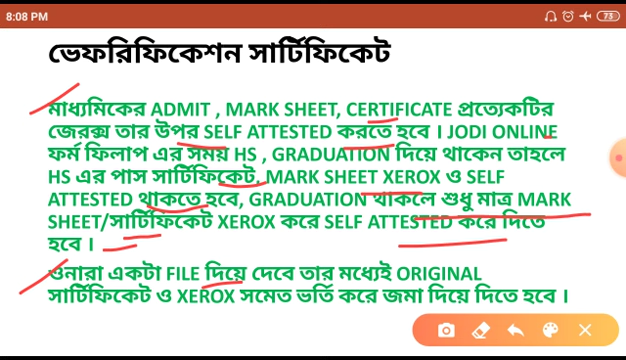 8:08 PM
73
ভেফরিফিকেশন সার্টিফিকেট
মাধ্যমিকের ADMIT , MARK SHEET, CERTIFICATE প্রত্যেকটির
জেরক্স তার উপর SELF ATTESTED করতে হবে । JODI ONLINE
ফর্ম ফিলাপ এর সময় HS , GRADUATION দিয়ে থাকেন তাহলে
HS এর পাস সার্টিফিকেট, MARK SHEET XEROX ও SELF
ATTESTED থাকতে হবে, GRADUATION থাকলে শুধু মাত্র MARK
SHEET/সার্টিফিকেট XEROX করে SELF ATTESTED করে দিতে
হবে ।
ওনারা একটা FILE দিয়ে দেবে তার মধ্যেই ORIGINAL
সার্টিফিকেট ও XEROX সমেত ভর্তি করে জমা দিয়ে দিতে হবে ।